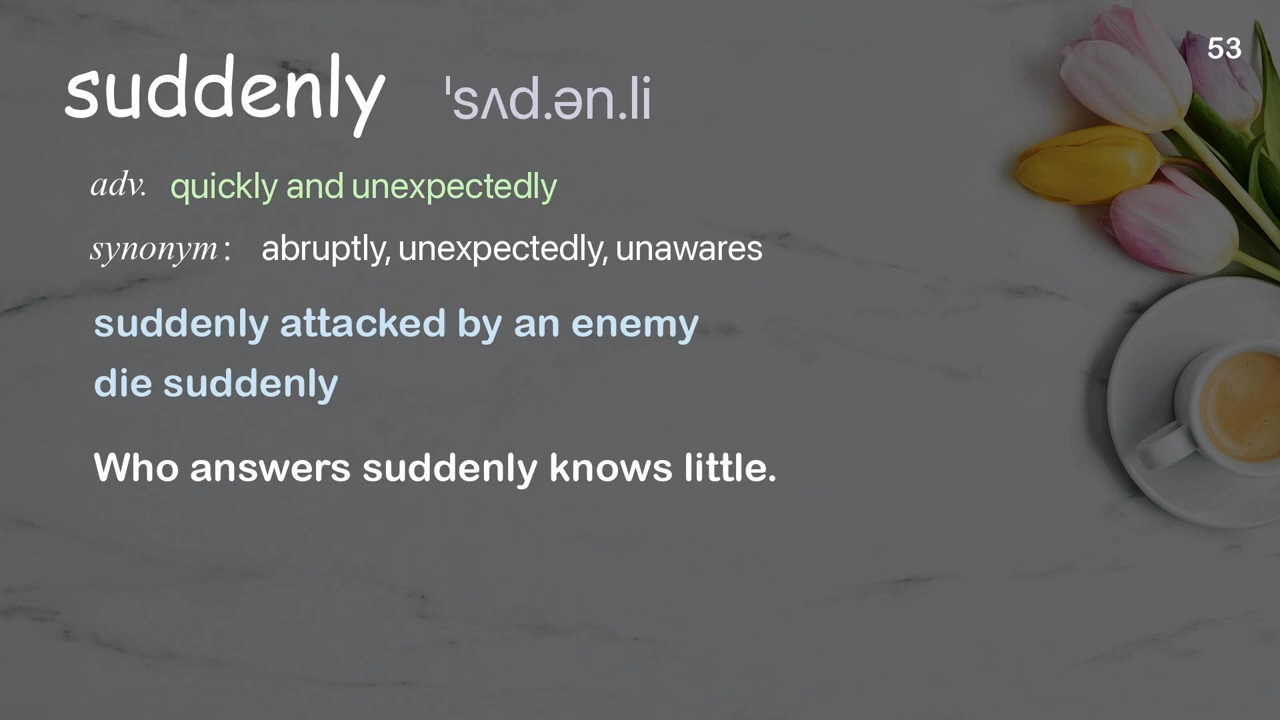 53
suddenly ˈsʌd.ən.li
adv. quickly and unexpectedly
synonym: abruptly, unexpectedly, unawares
suddenly attacked by an enemy
die suddenly
Who answers suddenly knows little.